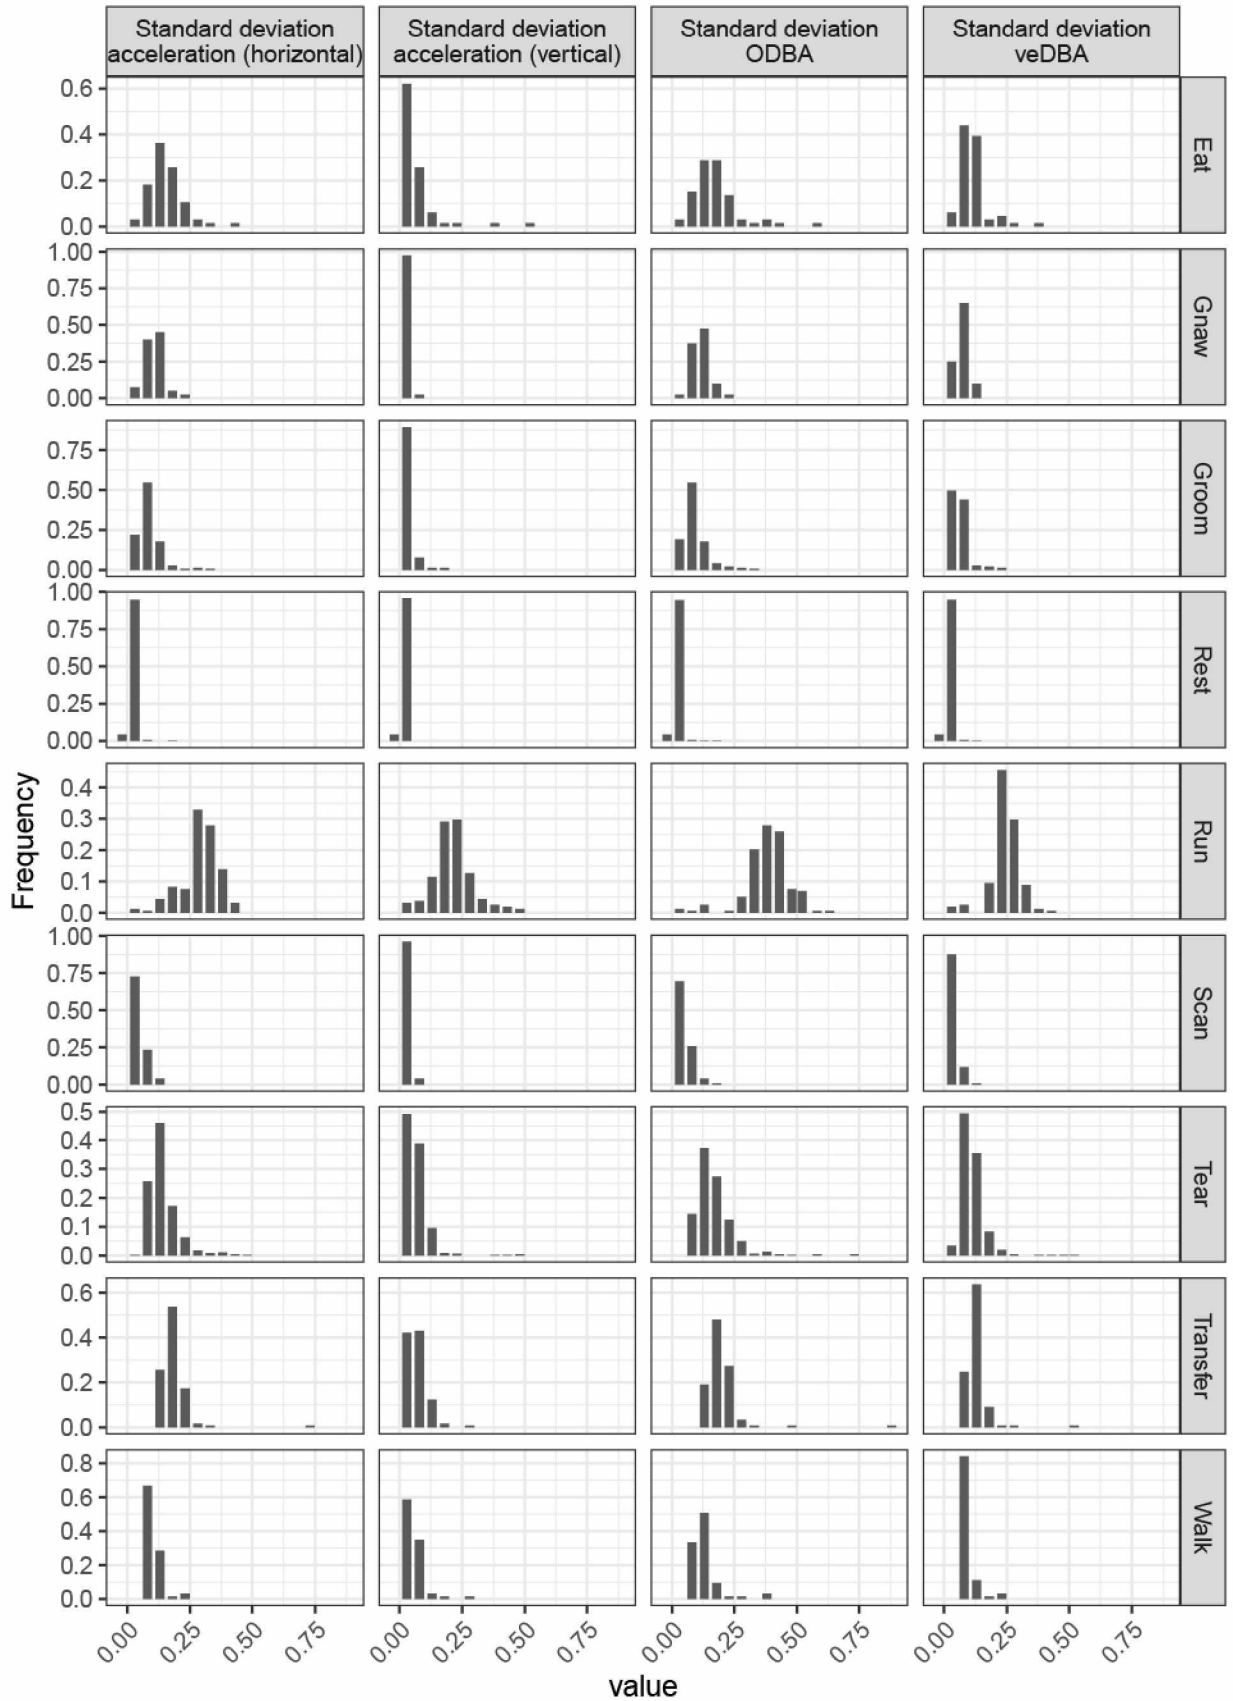 Standard deviation
acceleration (horizontal)
Standard deviation
acceleration (vertical)
Standard deviation
ODBA
Standard deviation
veDBA
0.6
0.4
0.2
0.0
Eat
1.00
0.75
0.50
0.25
0.00
Gnaw
0.75
0.50
0.25
0.00
Groom
1.00
0.75
0.50
0.25
0.00
Rest
Frequency
0.4
0.3
0.2
0.1
0.0
Run
1.00
0.75
0.50
0.25
0.00
Scan
0.5
0.4
0.3
0.2
0.1
0.0
Tear
0.6
0.4
0.2
0.0
Transfer
0.8
0.6
0.4
0.2
0.0
Walk
0.00 0.25 0.50 0.75 0.00 0.25 0.50 0.75 0.00 0.25 0.50 0.75 0.00 0.25 0.50 0.75
value